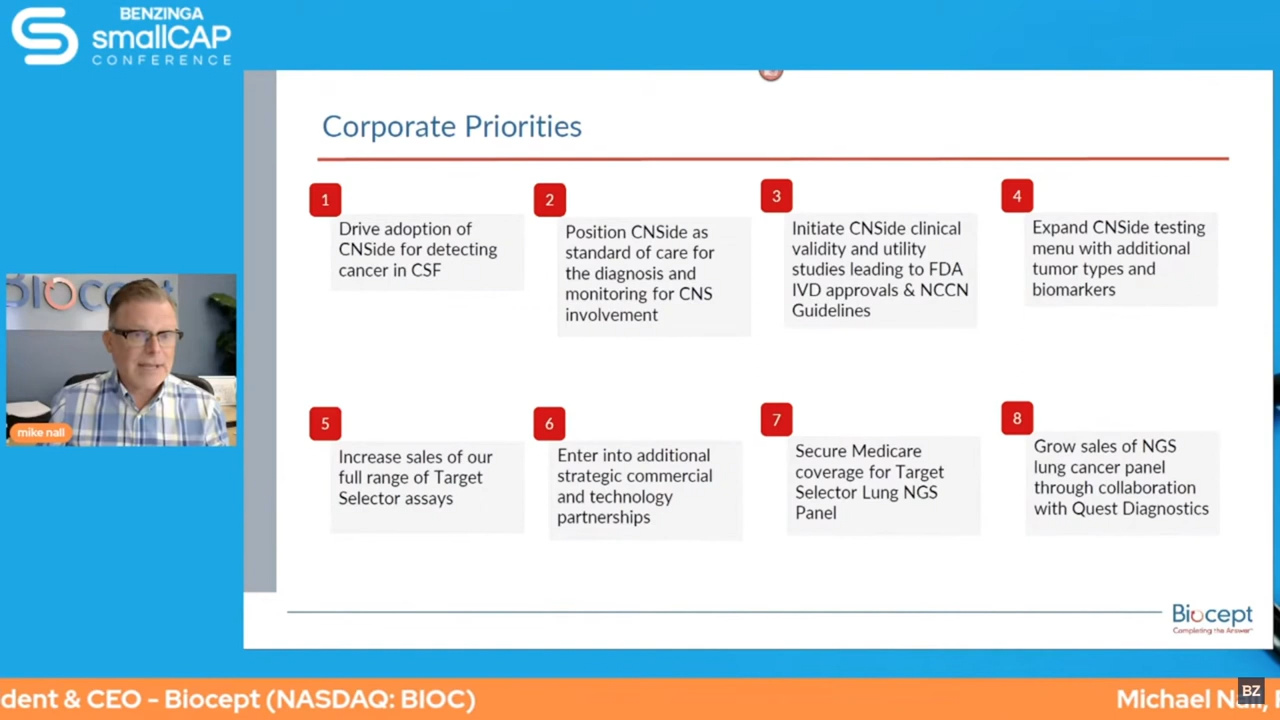 BENZINGA
smallCAP
CONFERENCE
Corporate Priorities
1
Drive adoption of
CNSide for detecting
cancer in CSF
2
Position CNSide as
standard of care for
the diagnosis and
monitoring for CNS
involvement
3
Initiate CNSide clinical
validity and utility
studies leading to FDA
IVD approvals & NCCN
Guidelines
4
Expand CNSide testing
menu with additional
tumor types and
biomarkers
Biocept
mike nall
5
Increase sales of our
full range of Target
Selector assays
6
Enter into additional
strategic commercial
and technology
partnerships
7
Secure Medicare
coverage for Target
Selector Lung NGS
Panel
8
Grow sales of NGS
lung cancer panel
through collaboration
with Quest Diagnostics
Biocept
Completing the Answer™
dent & CEO - Biocept (NASDAQ: BIOC)
Michael
BZ